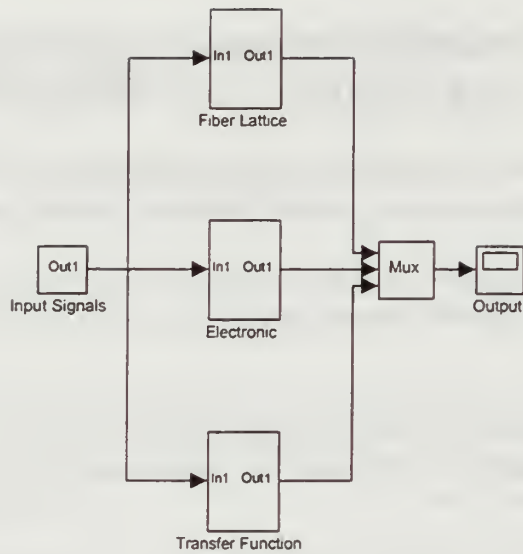 In1 Out1
Fiber Lattice
Out1
Input Signals
In1 Out1
Electronic
Mux
Output
In1 Out1
Transfer Function